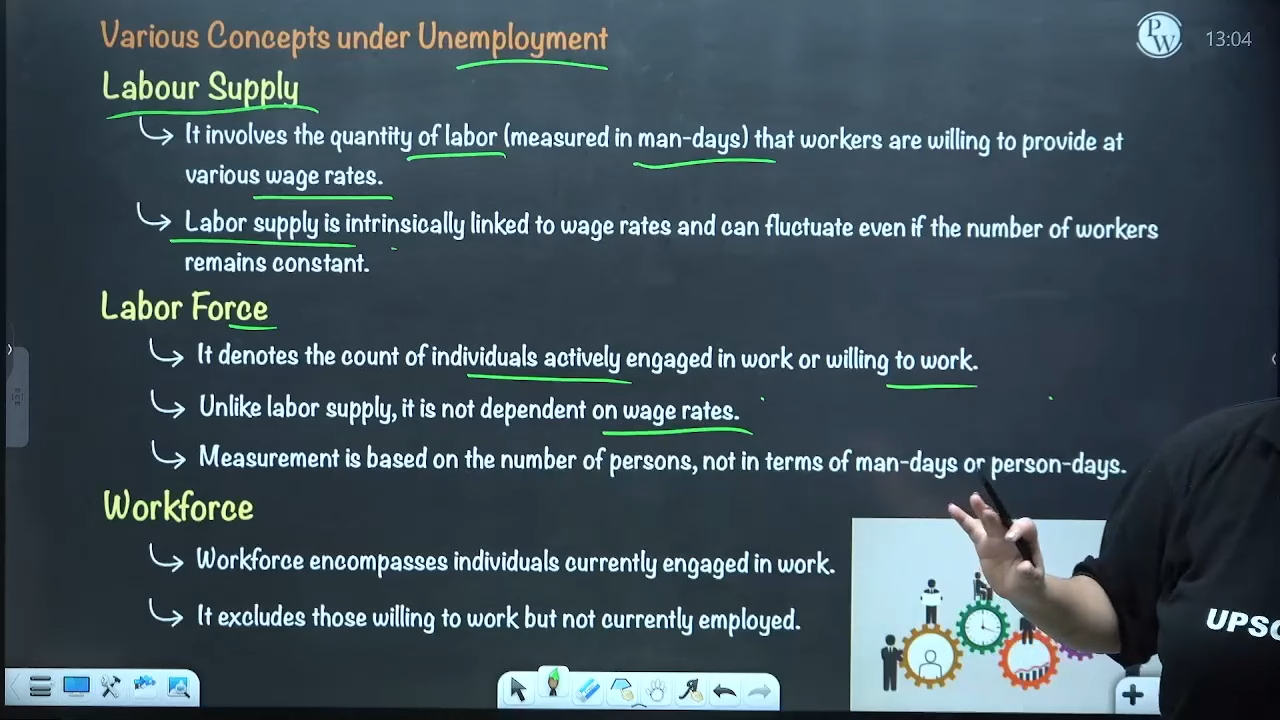 Various Concepts under Unemployment
PW
13:04
Labour Supply
It involves the quantity of labor (measured in man-days) that workers are willing to provide at
various wage rates.
Labor supply is intrinsically linked to wage rates and can fluctuate even if the number of workers
remains constant.
Labor Force
It denotes the count of individuals actively engaged in work or willing to work.
Unlike labor supply, it is not dependent on wage rates.
Measurement is based on the number of persons, not in terms of man-days or person-days.
Workforce
Workforce encompasses individuals currently engaged in work.
It excludes those willing to work but not currently employed.
UPSC